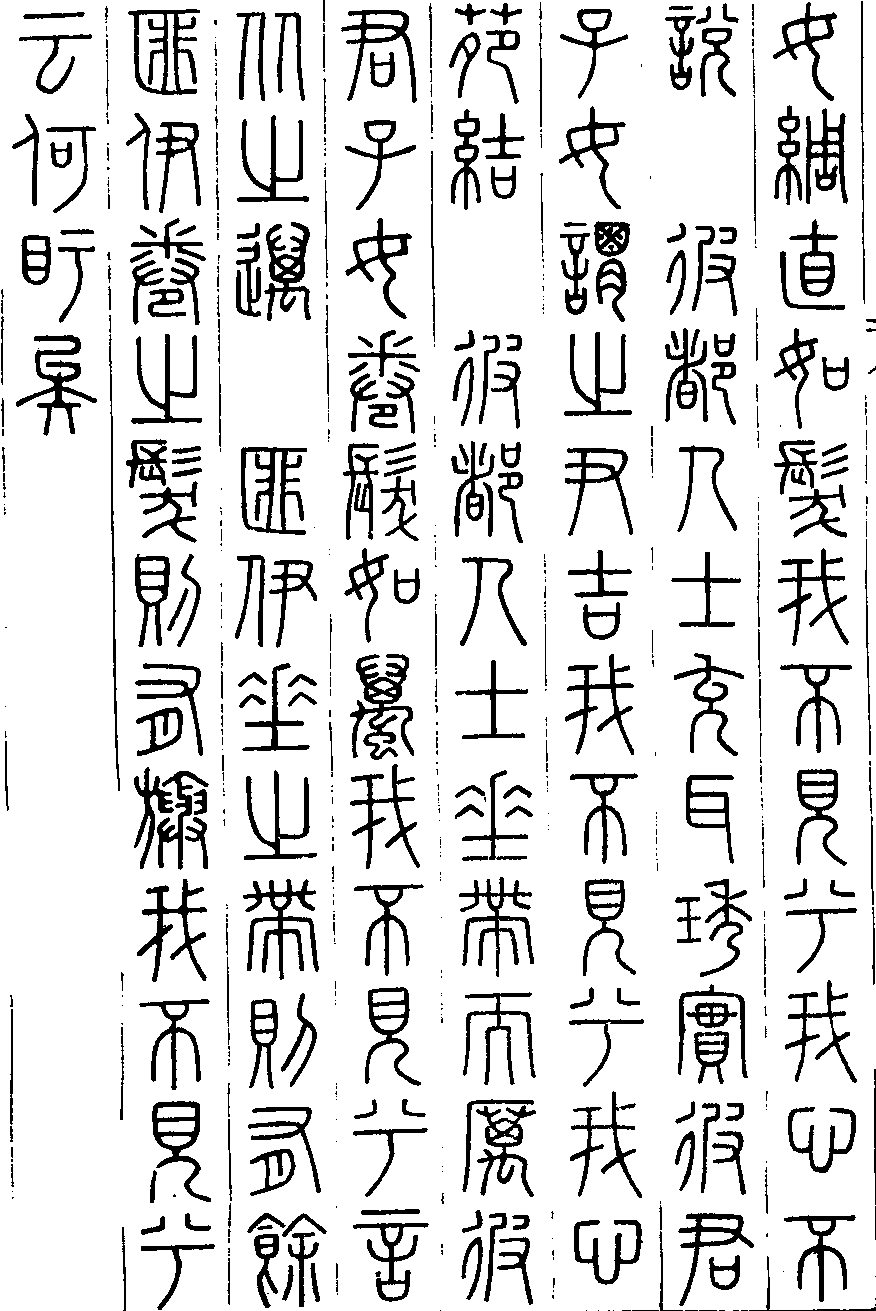 女綢直如髮我不見兮我心不
說　彼都人士充耳琇實彼君
子女謂之尹吉我不見兮我心
苑結　彼都人士垂帶而厲彼
君子女卷髮如蠆我不見兮言
从之邁　匪伊垂之帶則有餘
匪伊卷之髮則有旟我不見兮
云何盱矣